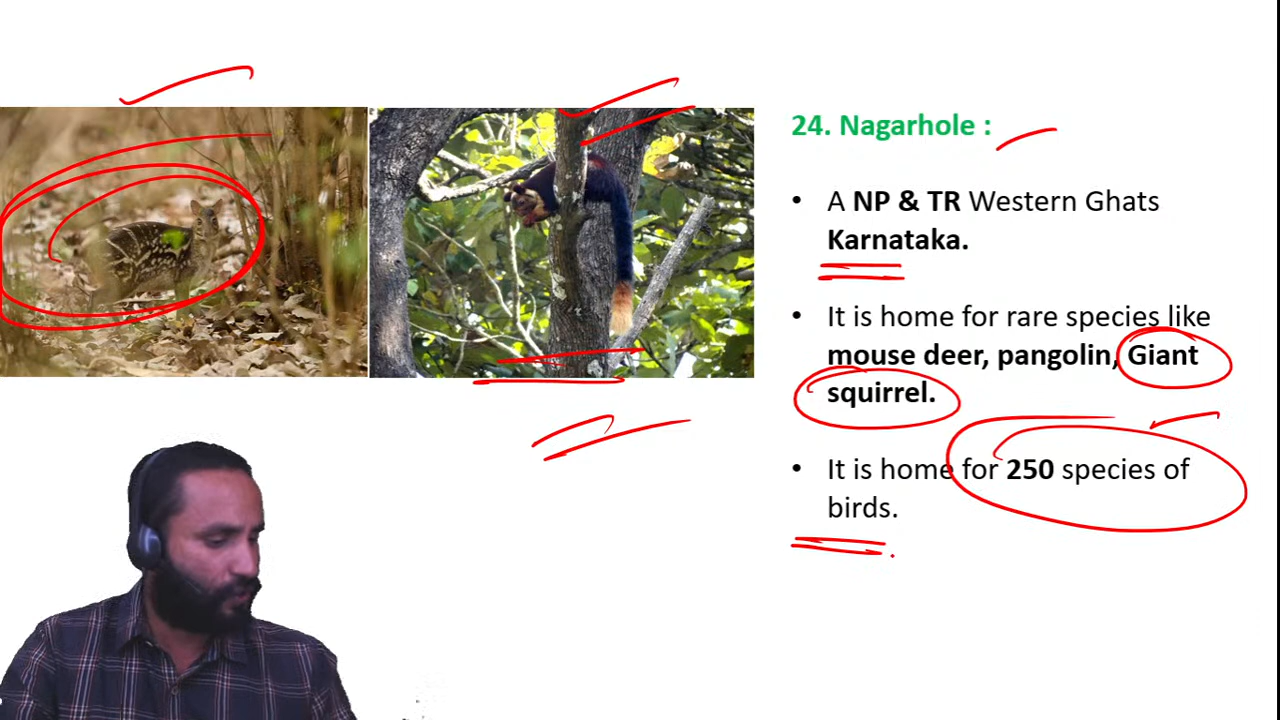 24. Nagarhole :
• A NP & TR Western Ghats
Karnataka.
• It is home for rare species like
mouse deer, pangolin, Giant
squirrel.
• It is home for 250 species of
birds.